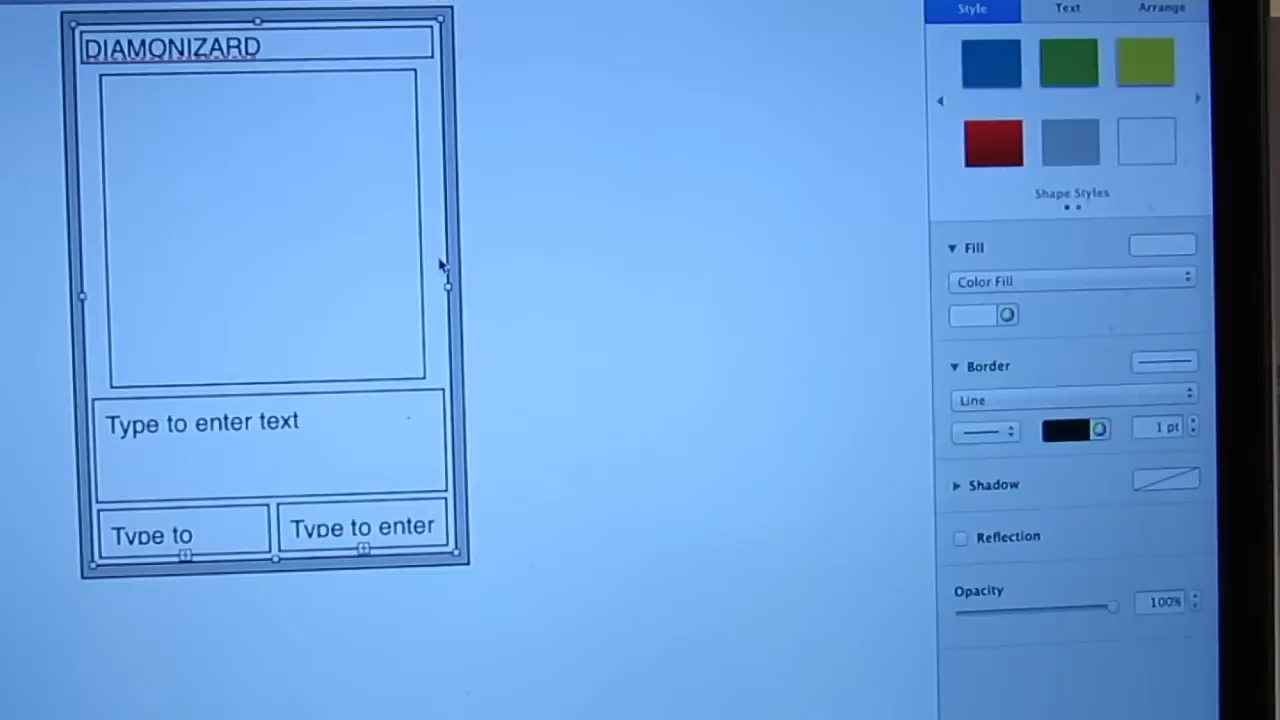 DIAMONIZARD
Type to enter text
Type to
Type to enter
Style
Text
Arrange
Shape Styles
Fill
Color Fill
Border
Line
1 pt
Shadow
Reflection
Opacity
100%